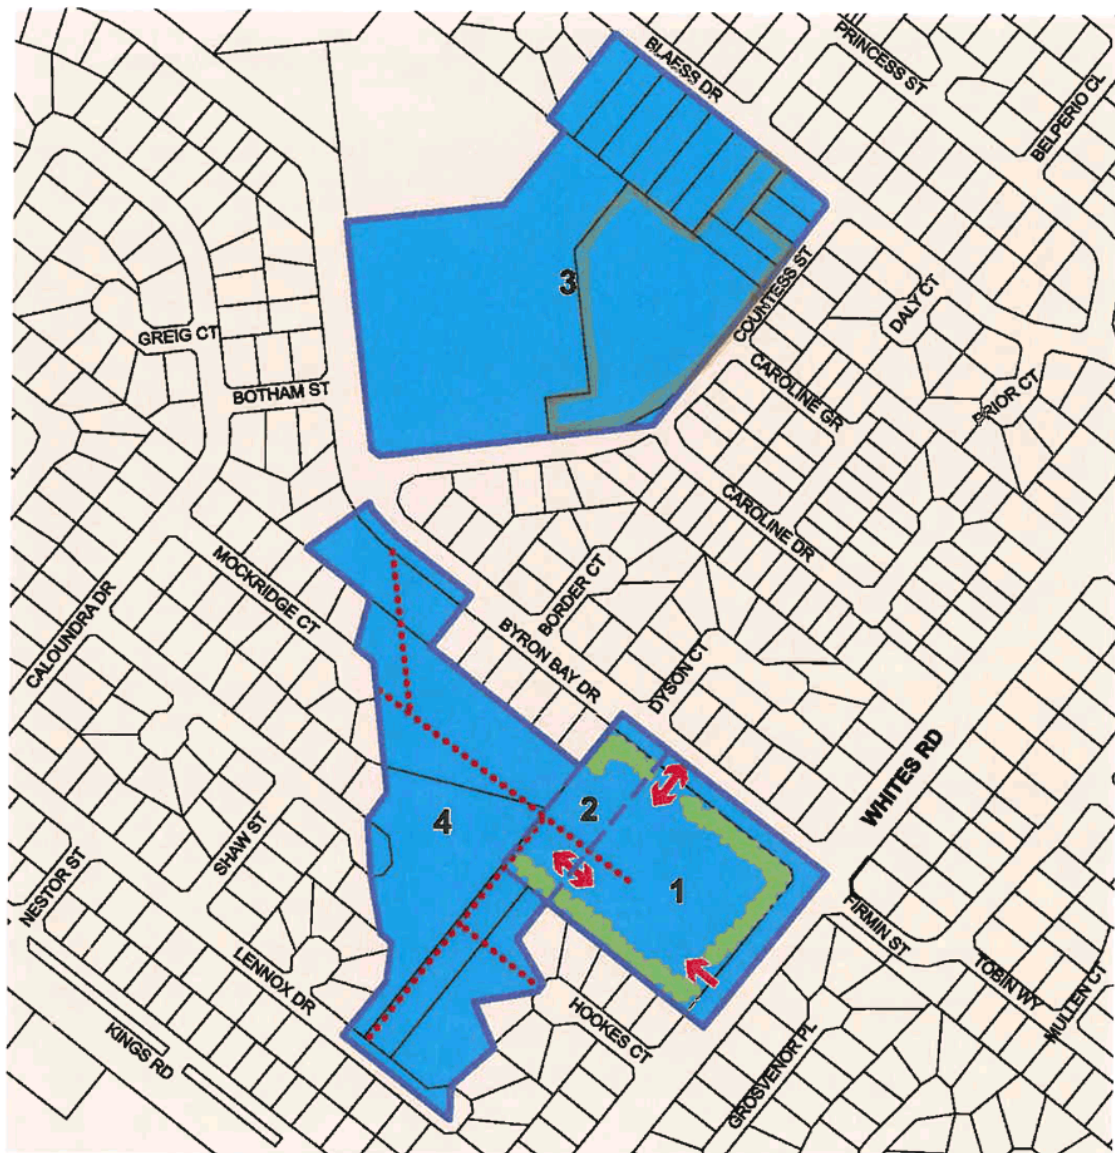 BLAESS DR
PRINCESS ST
BELPERIO CL
3
COUNTESS ST
DALY CT
GREIG CT
BOTHAM ST
CAROLINE GR
PRIOR CT
CAROLINE DR
MOCKRIDGE CT
BORDER CT
CALOUNDRA DR
BYRON BAY DR
DYSON CT
WHITES RD
2
4
SHAW ST
1
NESTOR ST
FIRMIN ST
LENNOX DR
TOBIN WY
HOOKES CT
MULLEN CT
KINGS RD
GROSVENOR PL